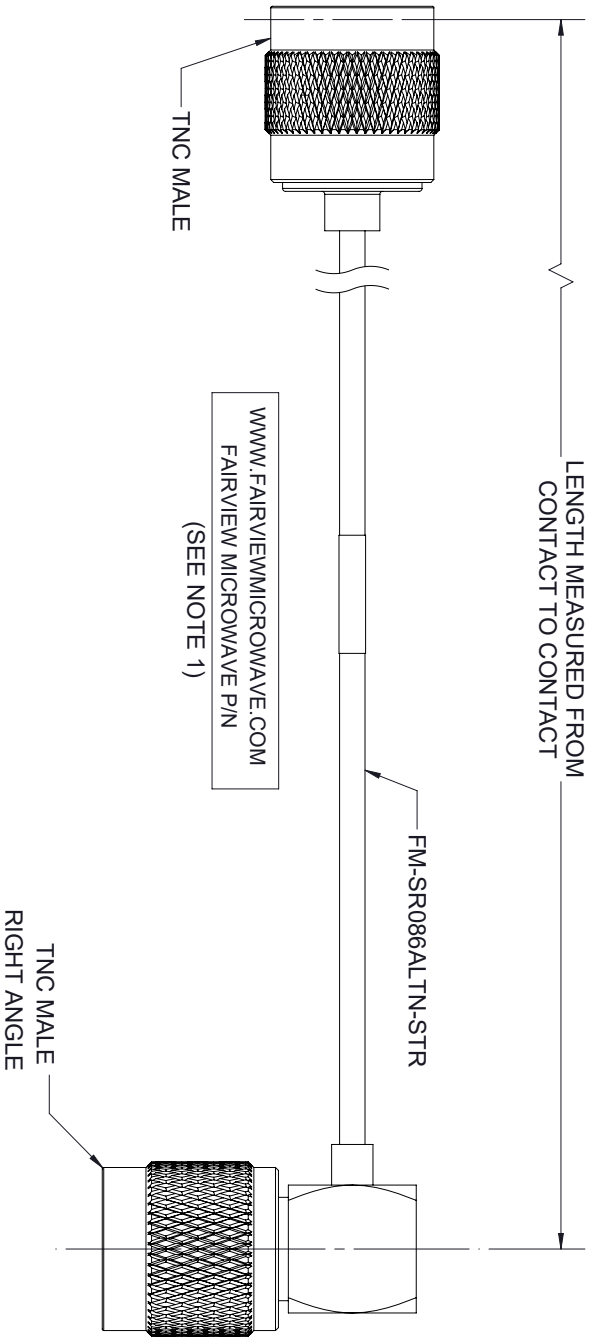 LENGTH MEASURED FROM
CONTACT TO CONTACT
TNC MALE
FM-SR086ALTN-STR
WWW.FAIRVIEWMICROWAVE.COM
FAIRVIEW MICROWAVE P/N
(SEE NOTE 1)
TNC MALE
RIGHT ANGLE